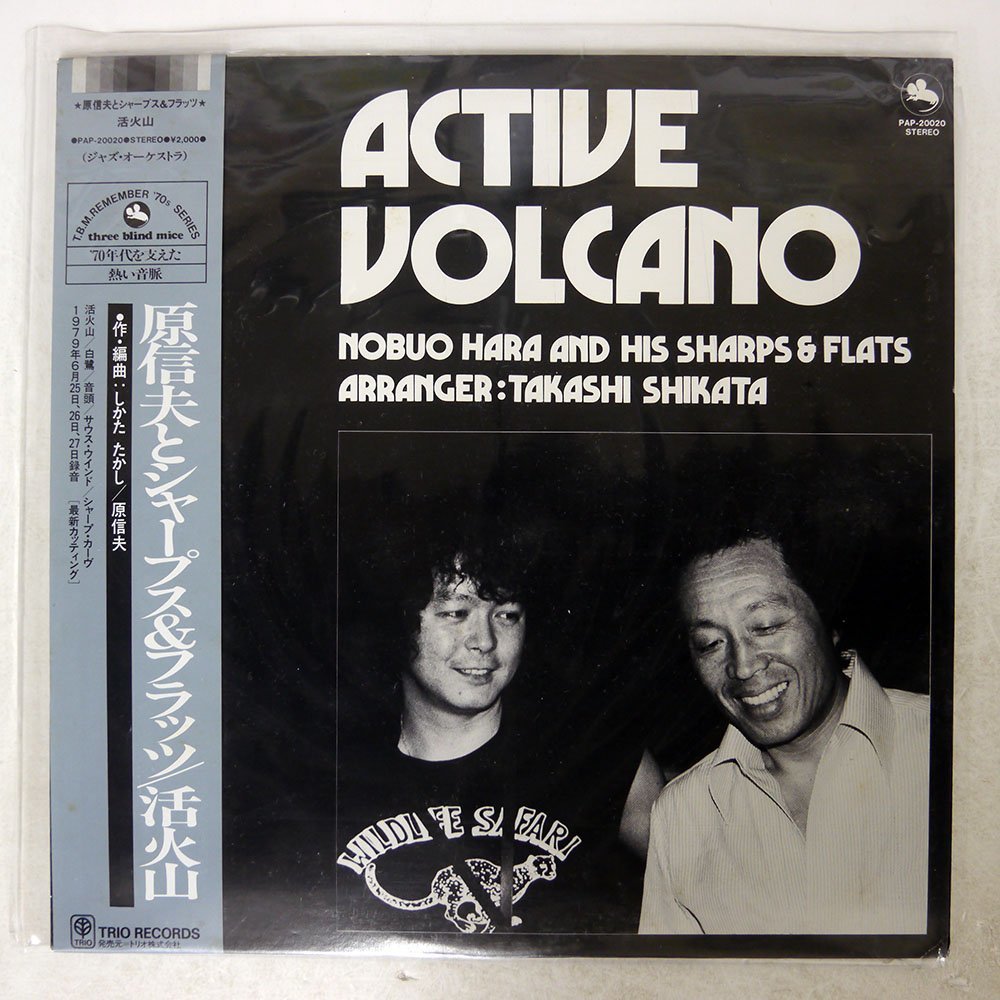 ★原信夫とシャープス&フラッツ★
活火山
●PAP-20020●STEREO●¥2,000●
(ジャズ・オーケストラ)
T.B.M. REMEMBER '70s SERIES
three blind mice
'70年代を支えた
熱い音脈
原信夫とシャープス&フラッツ/活火山
●作・編曲:しかた たかし/原信夫
活火山/白鷺/音頭/サウス・ウインド/シャープ・カーヴ
1979年6月25日、26日、27日録音 [最新カッティング]
TRIO
TRIO RECORDS
発売元—トリオ株式会社
ACTIVE
VOLCANO
NOBUO HARA AND HIS SHARPS & FLATS
ARRANGER:TAKASHI SHIKATA
PAP-20020
STEREO
WILDLIFE SAFARI